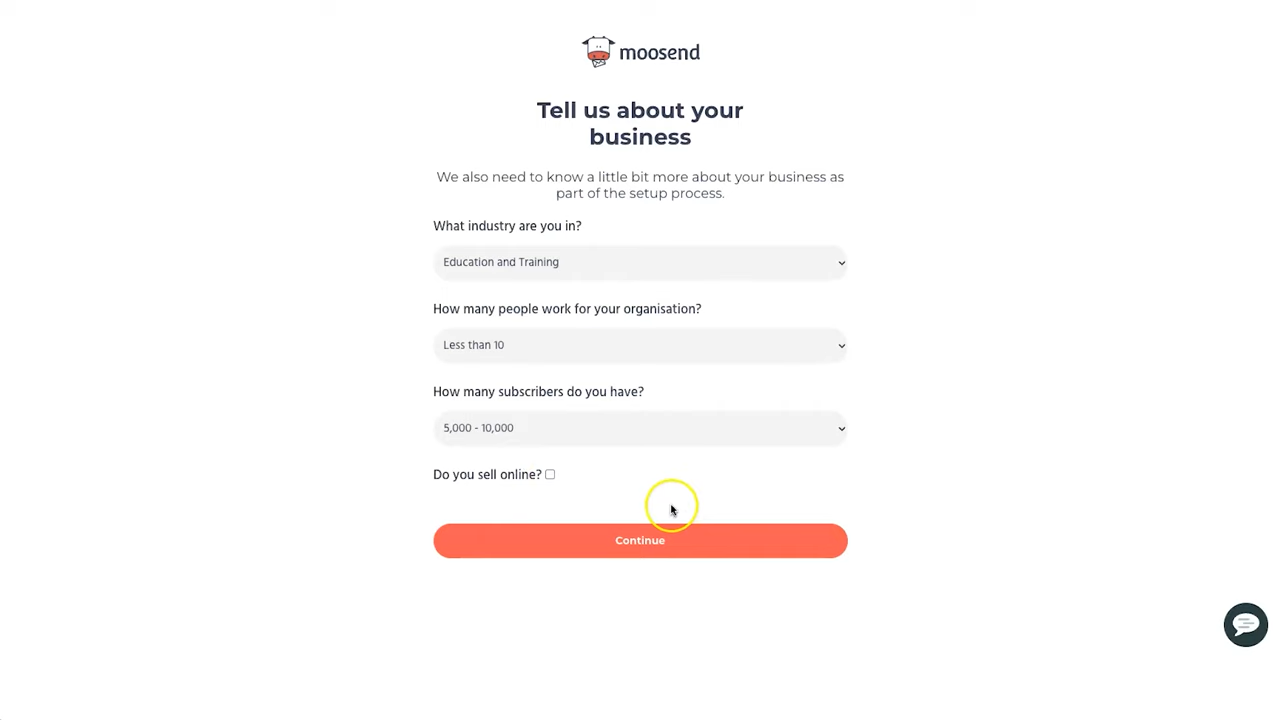 moosend
Tell us about your
business
We also need to know a little bit more about your business as
part of the setup process.
What industry are you in?
Education and Training
How many people work for your organisation?
Less than 10
How many subscribers do you have?
5,000 - 10,000
Do you sell online?
Continue